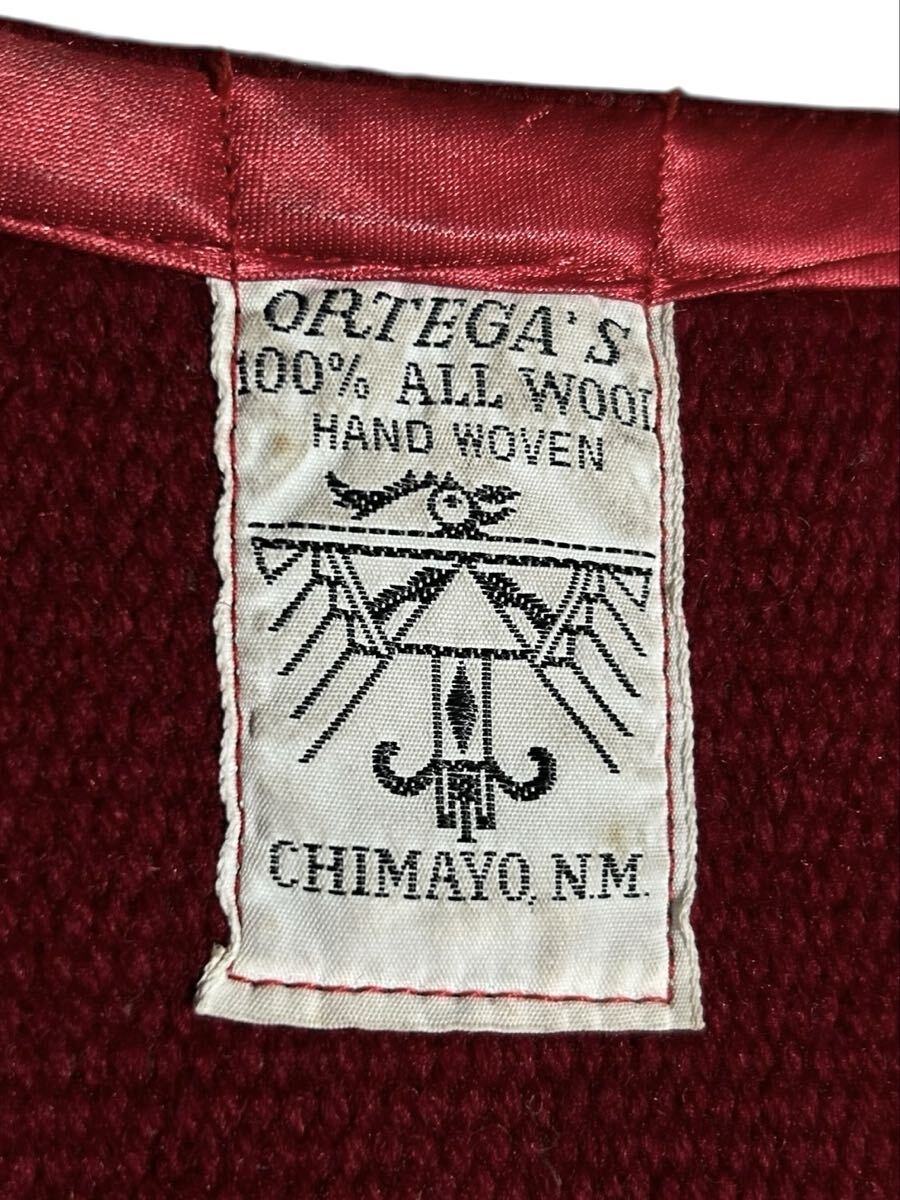 ORTEGA'S
100% ALL WOOL
HAND WOVEN
CHIMAYO, N.M.